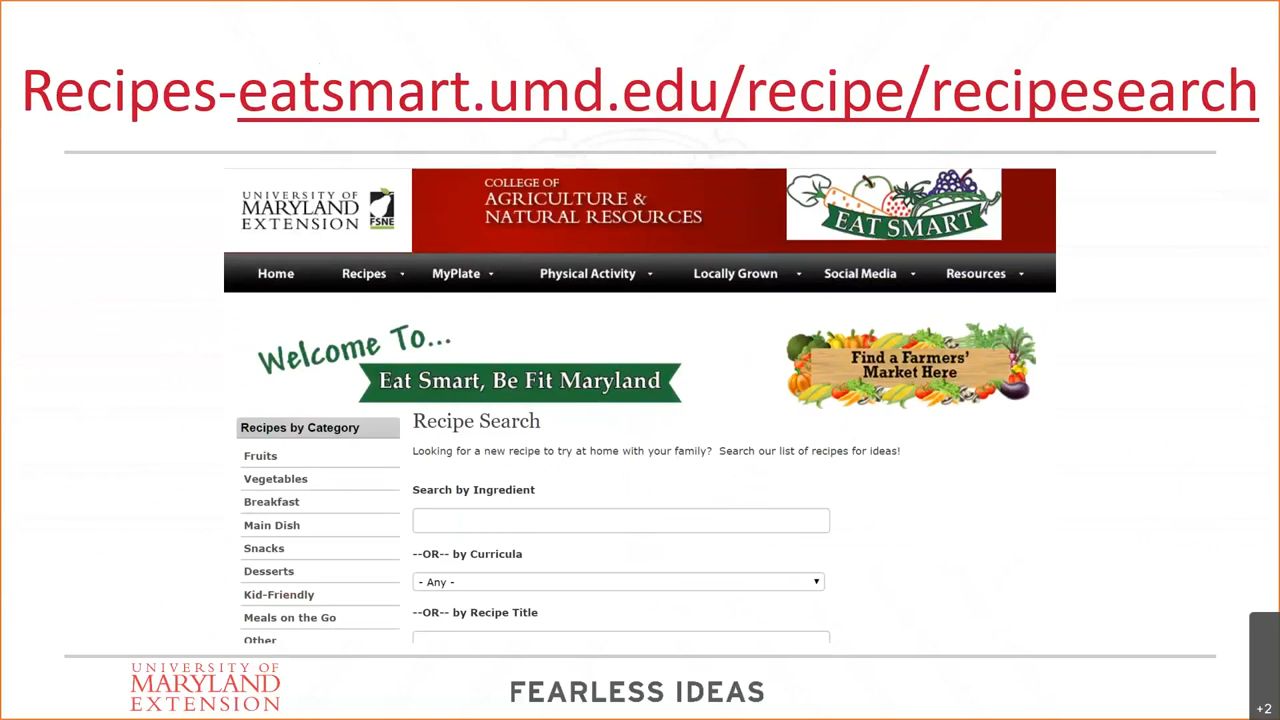 Recipes-eatsmart.umd.edu/recipe/recipesearch
UNIVERSITY OF
MARYLAND
EXTENSION
FSNE
COLLEGE OF
AGRICULTURE &
NATURAL RESOURCES
EAT SMART
Home Recipes MyPlate Physical Activity Locally Grown Social Media Resources
Welcome To...
Eat Smart, Be Fit Maryland
Find a Farmers'
Market Here
Recipes by Category
Fruits
Vegetables
Breakfast
Main Dish
Snacks
Desserts
Kid-Friendly
Meals on the Go
Other
Recipe Search
Looking for a new recipe to try at home with your family? Search our list of recipes for ideas!
Search by Ingredient
--OR-- by Curricula
- Any -
--OR-- by Recipe Title
UNIVERSITY OF
MARYLAND
EXTENSION
FEARLESS IDEAS
+2